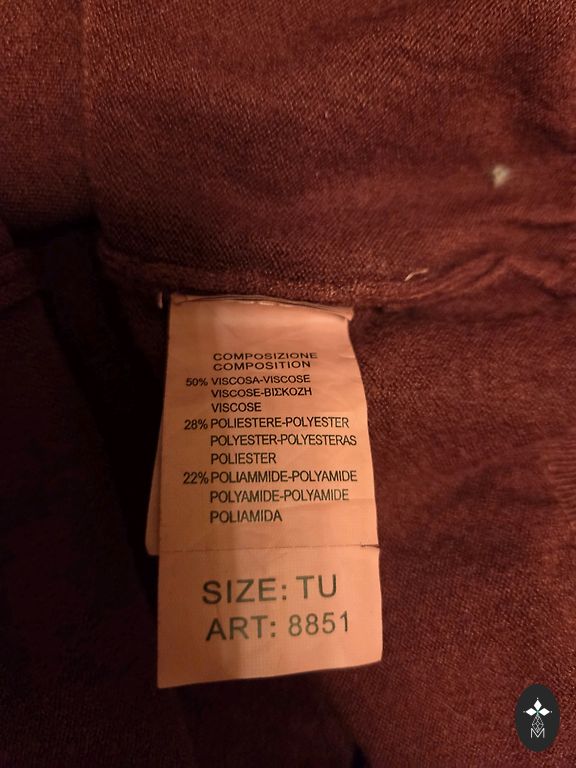 COMPOSIZIONE
COMPOSITION
50% VISCOSA-VISCOSE
VISCOSE-ΒΙΣΚΟΖΗ
VISCOSE
28% POLIESTERE-POLYESTER
POLYESTER-POLYESTERAS
POLIESTER
22% POLIAMMIDE-POLYAMIDE
POLYAMIDE-POLYAMIDE
POLIAMIDA
SIZE: TU
ART: 8851
M